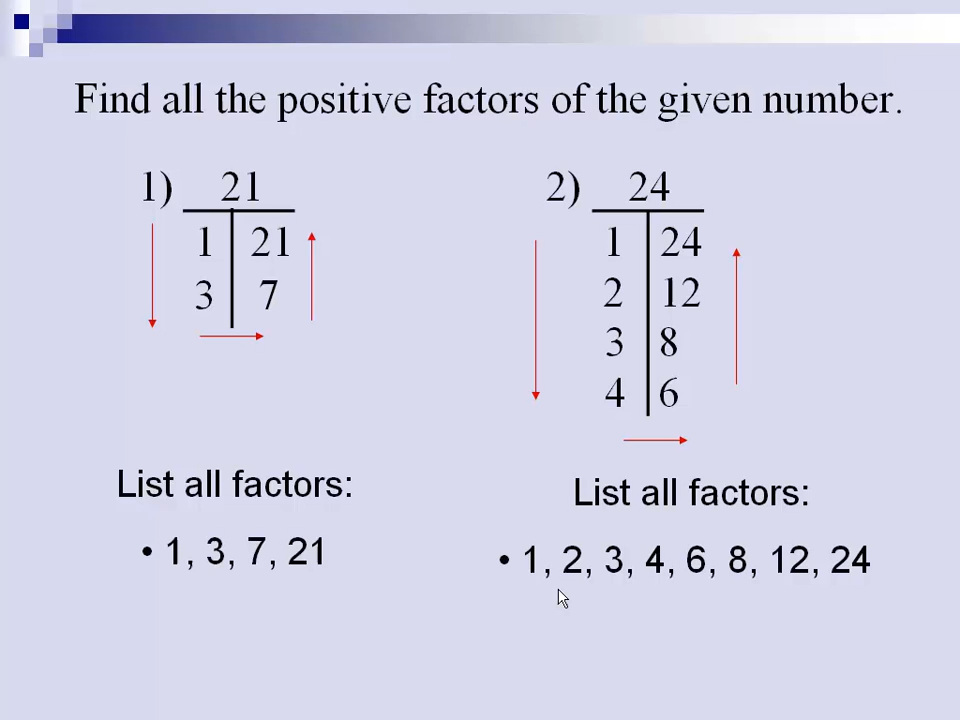 Find all the positive factors of the given number.
1) 21
1 21
3 7
List all factors:
• 1, 3, 7, 21
2) 24
1 24
2 12
3 8
4 6
List all factors:
• 1, 2, 3, 4, 6, 8, 12, 24